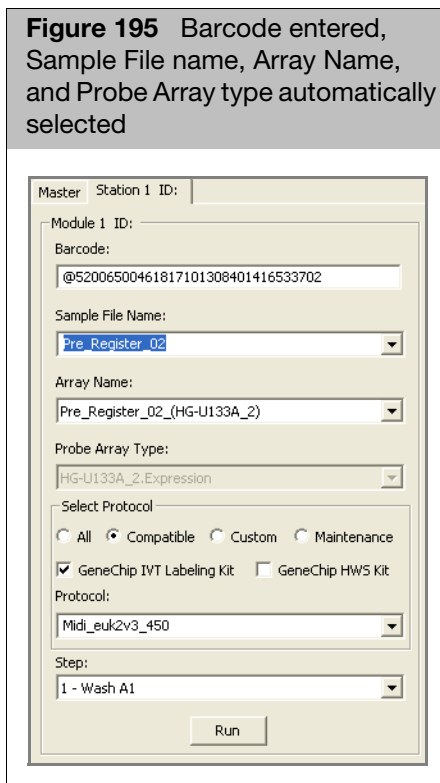 Figure 195 Barcode entered,
Sample File name, Array Name,
and Probe Array type automatically
selected
Master Station 1 ID:
Module 1 ID:
Barcode:
@52006500461817101308401416533702
Sample File Name:
Pre_Register_02
Array Name:
Pre_Register_02_(HG-U133A_2)
Probe Array Type:
HG-U133A_2.Expression
Select Protocol
All Compatible Custom Maintenance
GeneChip IVT Labeling Kit GeneChip HWS Kit
Protocol:
Midi_euk2v3_450
Step:
1 - Wash A1
Run